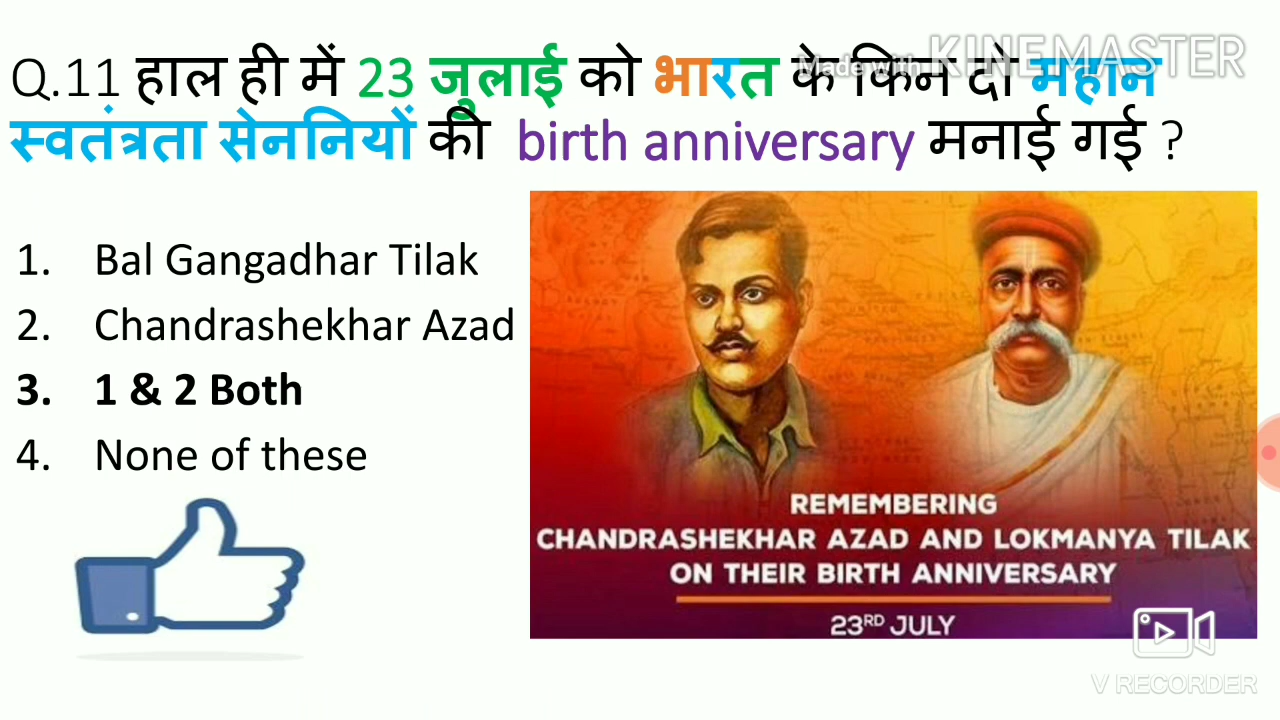 Q.11 हाल ही में 23 जुलाई को भारत के किन दो महान
स्वतंत्रता सेननियों की birth anniversary मनाई गई ?
Made with KINEMASTER
1. Bal Gangadhar Tilak
2. Chandrashekhar Azad
3. 1 & 2 Both
4. None of these
REMEMBERING
CHANDRASHEKHAR AZAD AND LOKMANYA TILAK
ON THEIR BIRTH ANNIVERSARY
23RD JULY
V RECORDER